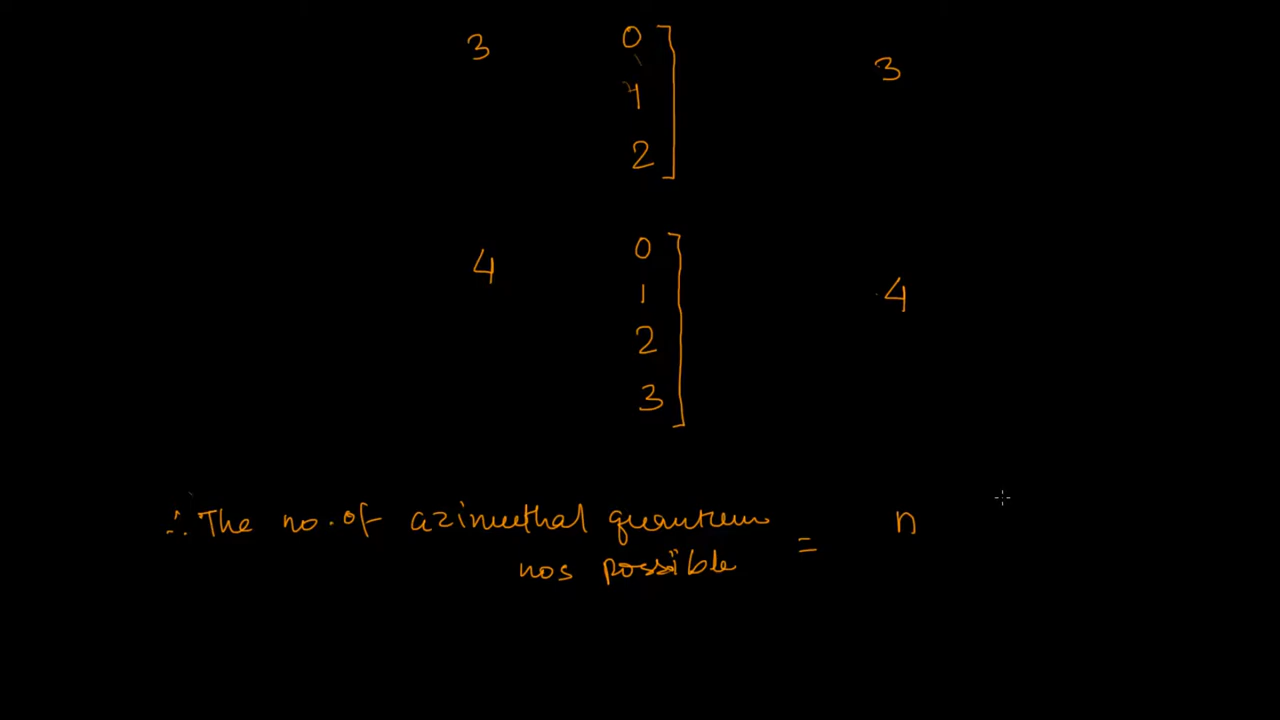 3 0 3
1
2
4 0 4
1
2
3
∴ The no. of azimuthal quantum
nos possible = n